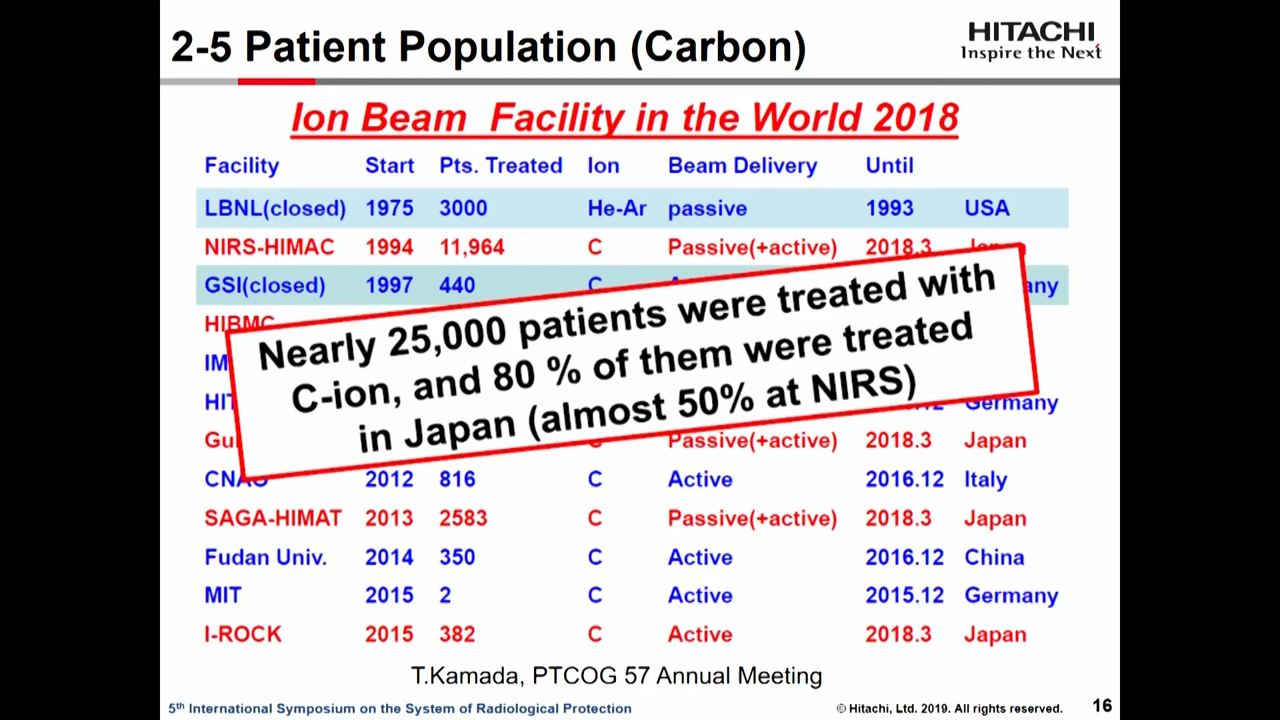 2-5 Patient Population (Carbon)
HITACHI
Inspire the Next
Ion Beam Facility in the World 2018
Facility Start Pts. Treated Ion Beam Delivery Until
LBNL(closed) 1975 3000 He-Ar passive 1993 USA
NIRS-HIMAC 1994 11,964 C Passive(+active) 2018.3
GSI(closed) 1997 440 C
HIBMC
Nearly 25,000 patients were treated with
C-ion, and 80 % of them were treated
in Japan (almost 50% at NIRS)
Germany
Passive(+active) 2018.3 Japan
CNAO 2012 816 C Active 2016.12 Italy
SAGA-HIMAT 2013 2583 C Passive(+active) 2018.3 Japan
Fudan Univ. 2014 350 C Active 2016.12 China
MIT 2015 2 C Active 2015.12 Germany
I-ROCK 2015 382 C Active 2018.3 Japan
T.Kamada, PTCOG 57 Annual Meeting
5th International Symposium on the System of Radiological Protection
© Hitachi, Ltd. 2019. All rights reserved.
16